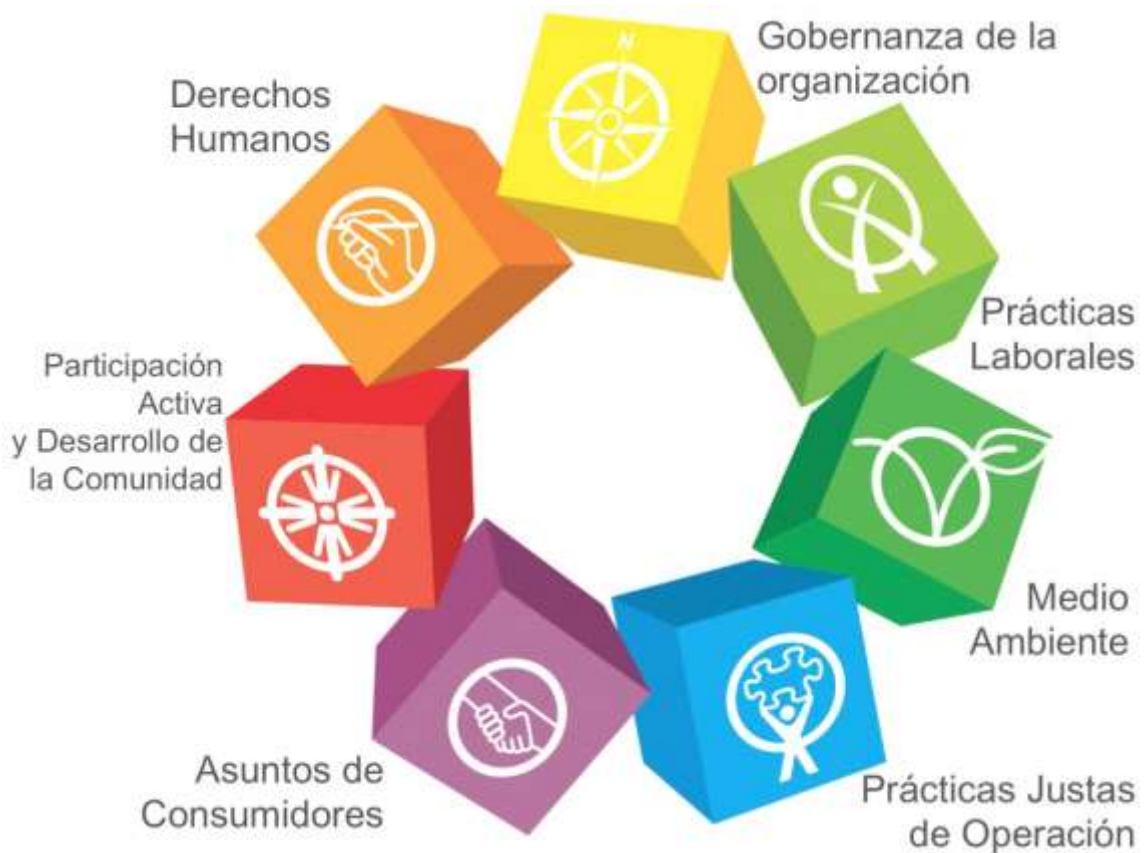 N
Gobernanza de la
organización
Derechos
Humanos
Prácticas
Laborales
Participación
Activa
y Desarrollo de
la Comunidad
Medio
Ambiente
Asuntos de
Consumidores
Prácticas Justas
de Operación